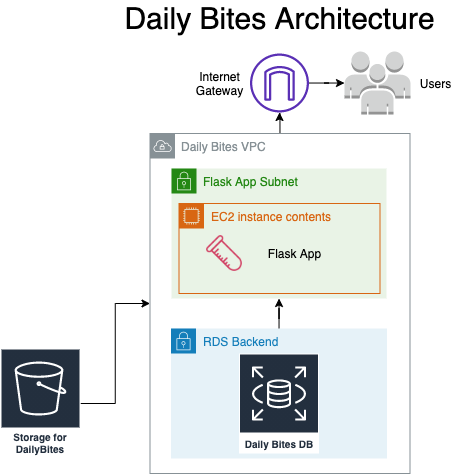 Daily Bites Architecture
Internet
Gateway
Users
Daily Bites VPC
Flask App Subnet
EC2 instance contents
Flask App
RDS Backend
Daily Bites DB
Storage for
DailyBites